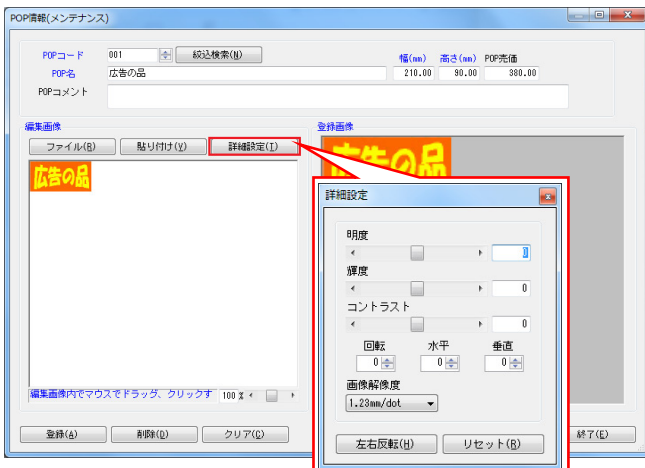 POP情報(メンテナンス)
POPコード 001 絞込検索(N) 幅(mm) 高さ(mm) POP売価
POP名 広告の品 210.00 90.00 380.00
POPコメント
編集画像 登録画像
ファイル(R) 貼り付け(Y) 詳細設定(I)
広告の品
広告の品
詳細設定
明度
0
輝度
0
コントラスト
0
回転 水平 垂直
0 0 0
画像解像度
1.23mm/dot
左右反転(H) リセット(R)
編集画像内でマウスでドラッグ、クリックす 100 %
登録(A) 削除(D) クリア(C) 終了(E)